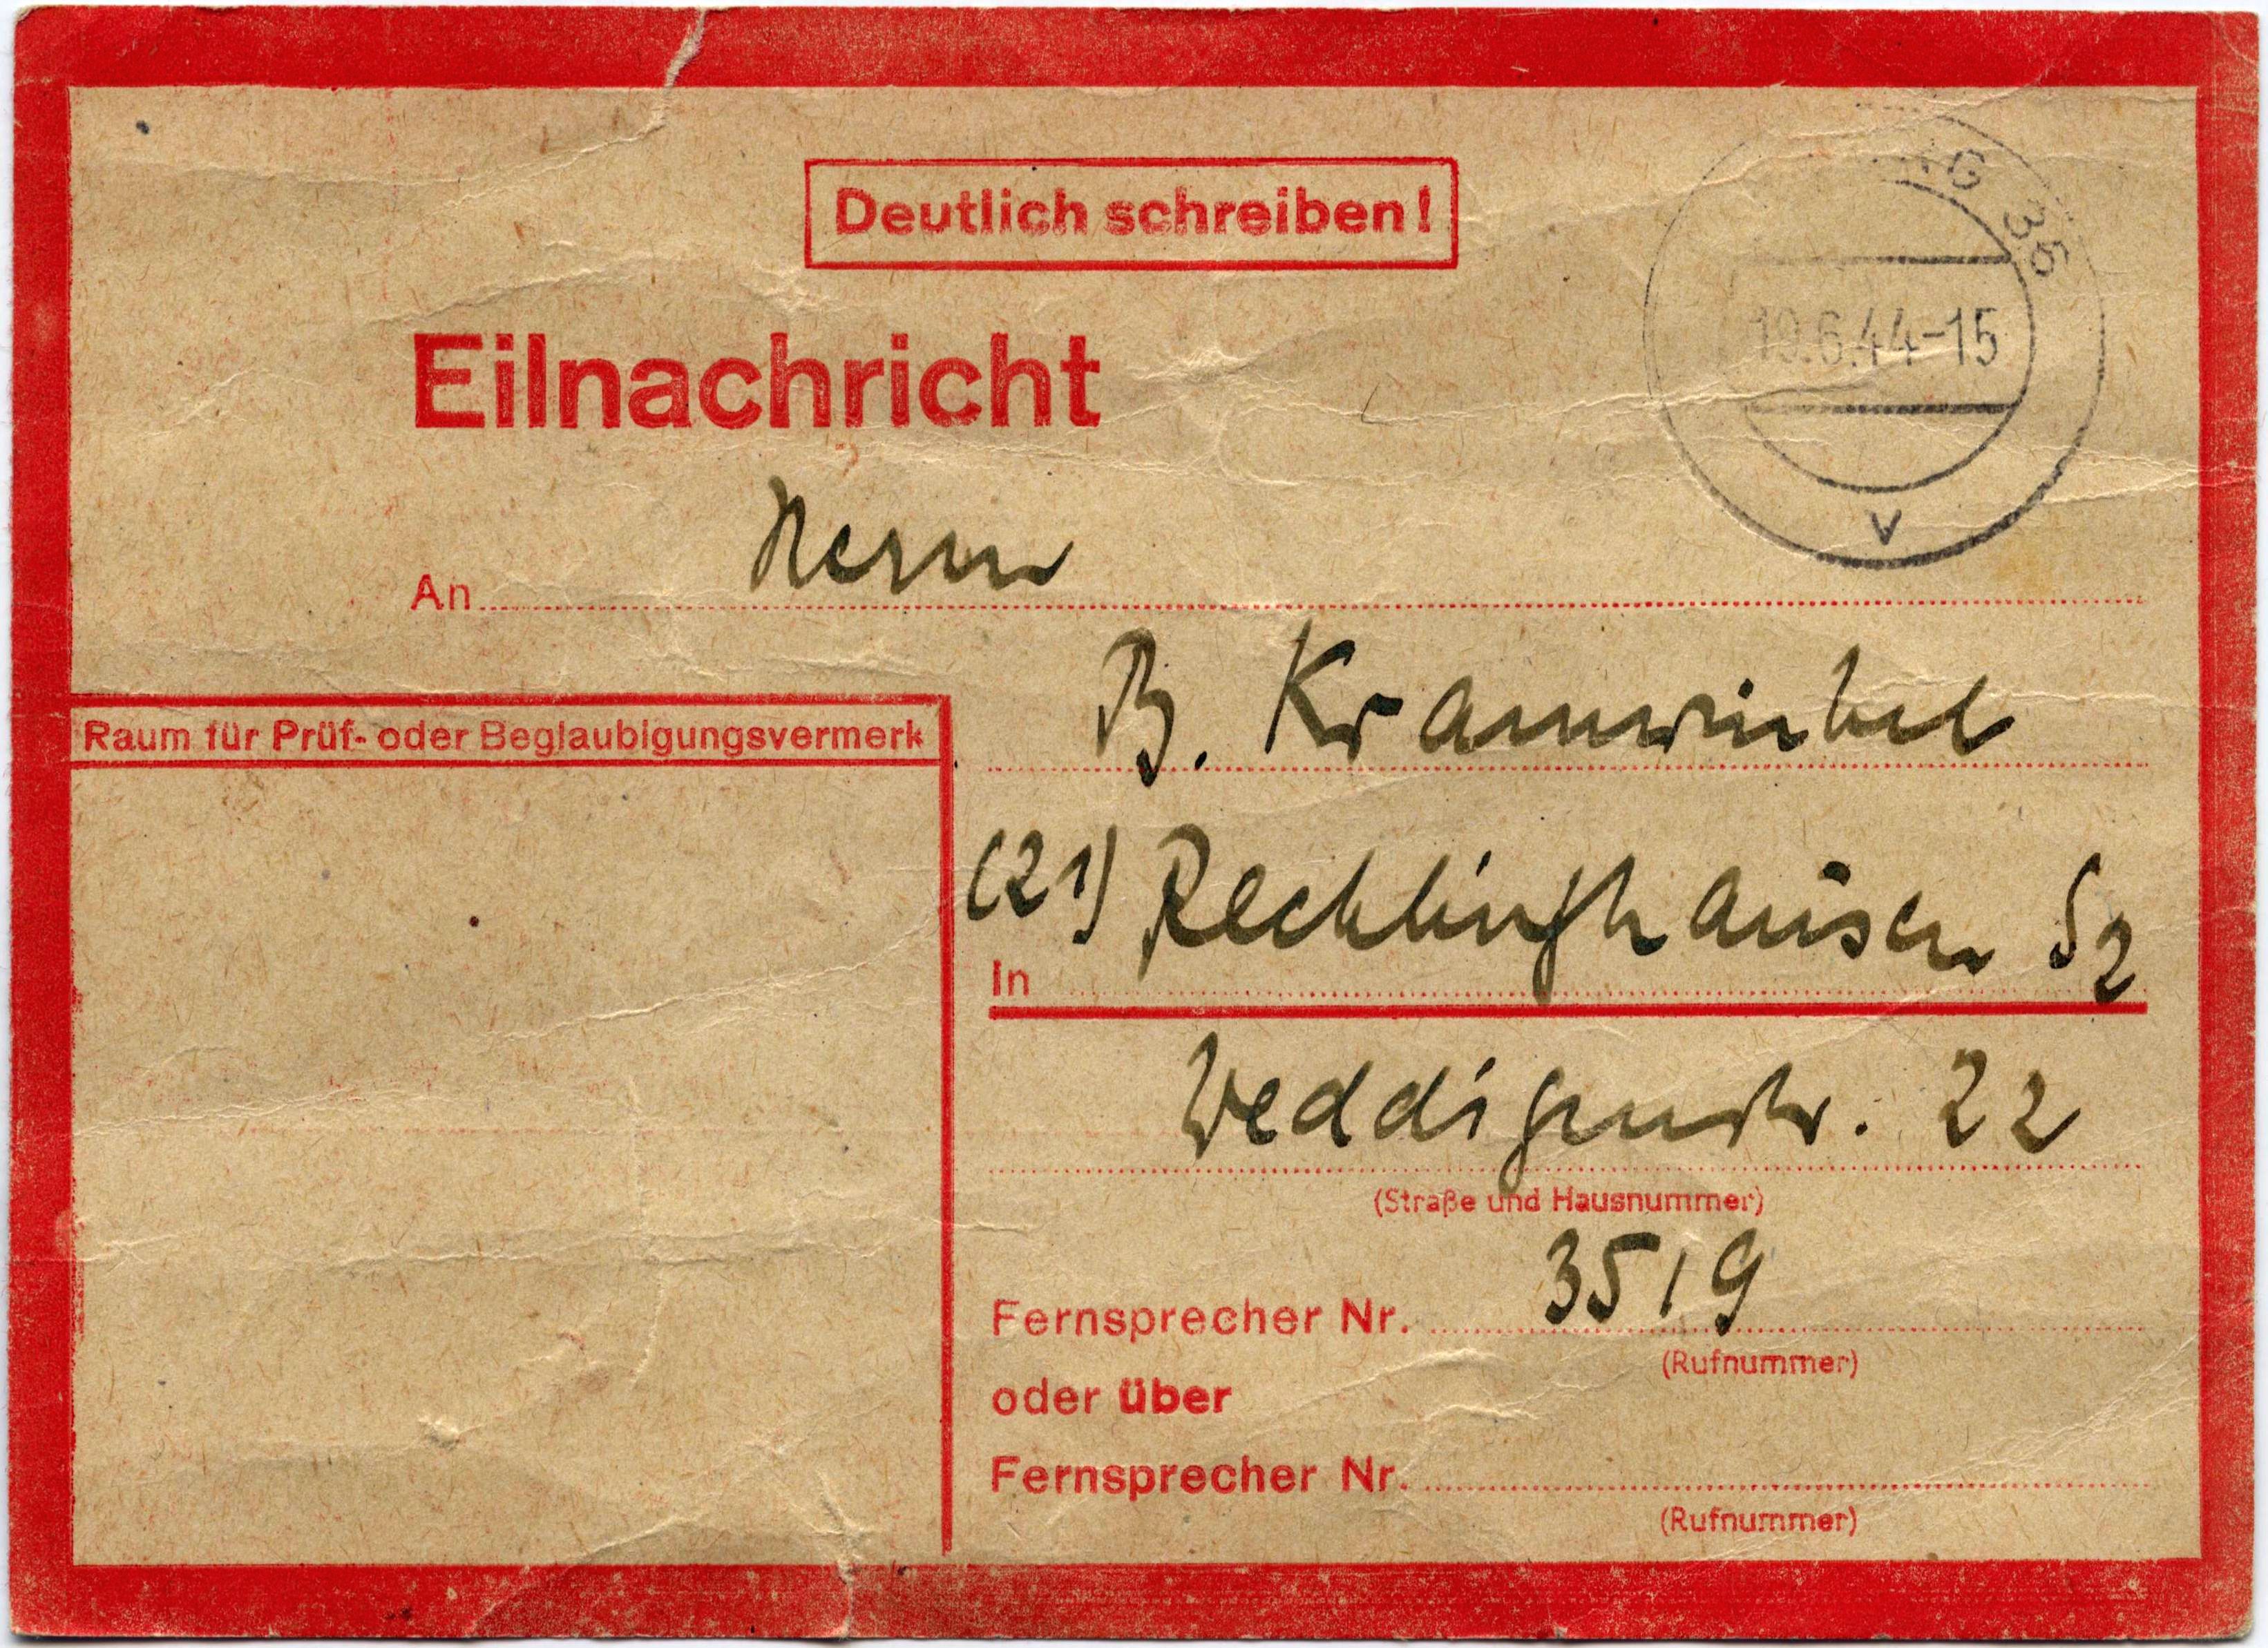 Deutlich schreiben!
G 36
19.6.44-15
v
Eilnachricht
An Herrn
B. Kramwinkel
Raum für Prüf- oder Beglaubigungsvermerk
(21) Recklinghausen S2
In
Weddigenstr. 22
(Straße und Hausnummer)
Fernsprecher Nr. 3519
(Rufnummer)
oder über
Fernsprecher Nr.
(Rufnummer)